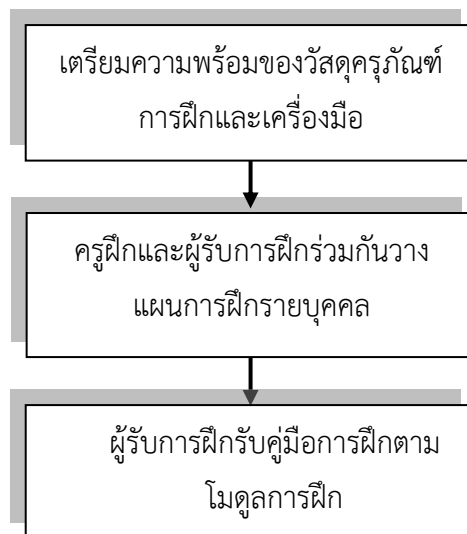 เตรียมความพร้อมของวัสดุครุภัณฑ์
การฝึกและเครื่องมือ
ครูฝึกและผู้รับการฝึกร่วมกันวาง
แผนการฝึกรายบุคคล
ผู้รับการฝึกรับคู่มือการฝึกตาม
โมดูลการฝึก